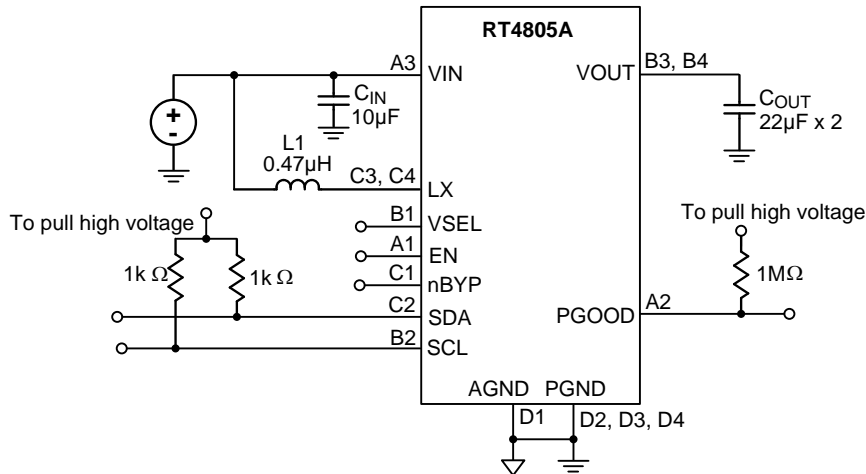 RT4805A
A3
VIN
B3, B4
VOUT
CIN
10µF
COUT
22µF x 2
+
-
L1
0.47µH
C3, C4
LX
To pull high voltage
B1
VSEL
A1
EN
C1
nBYP
1k Ω
1k Ω
C2
SDA
B2
SCL
To pull high voltage
1MΩ
A2
PGOOD
AGND
PGND
D1
D2, D3, D4